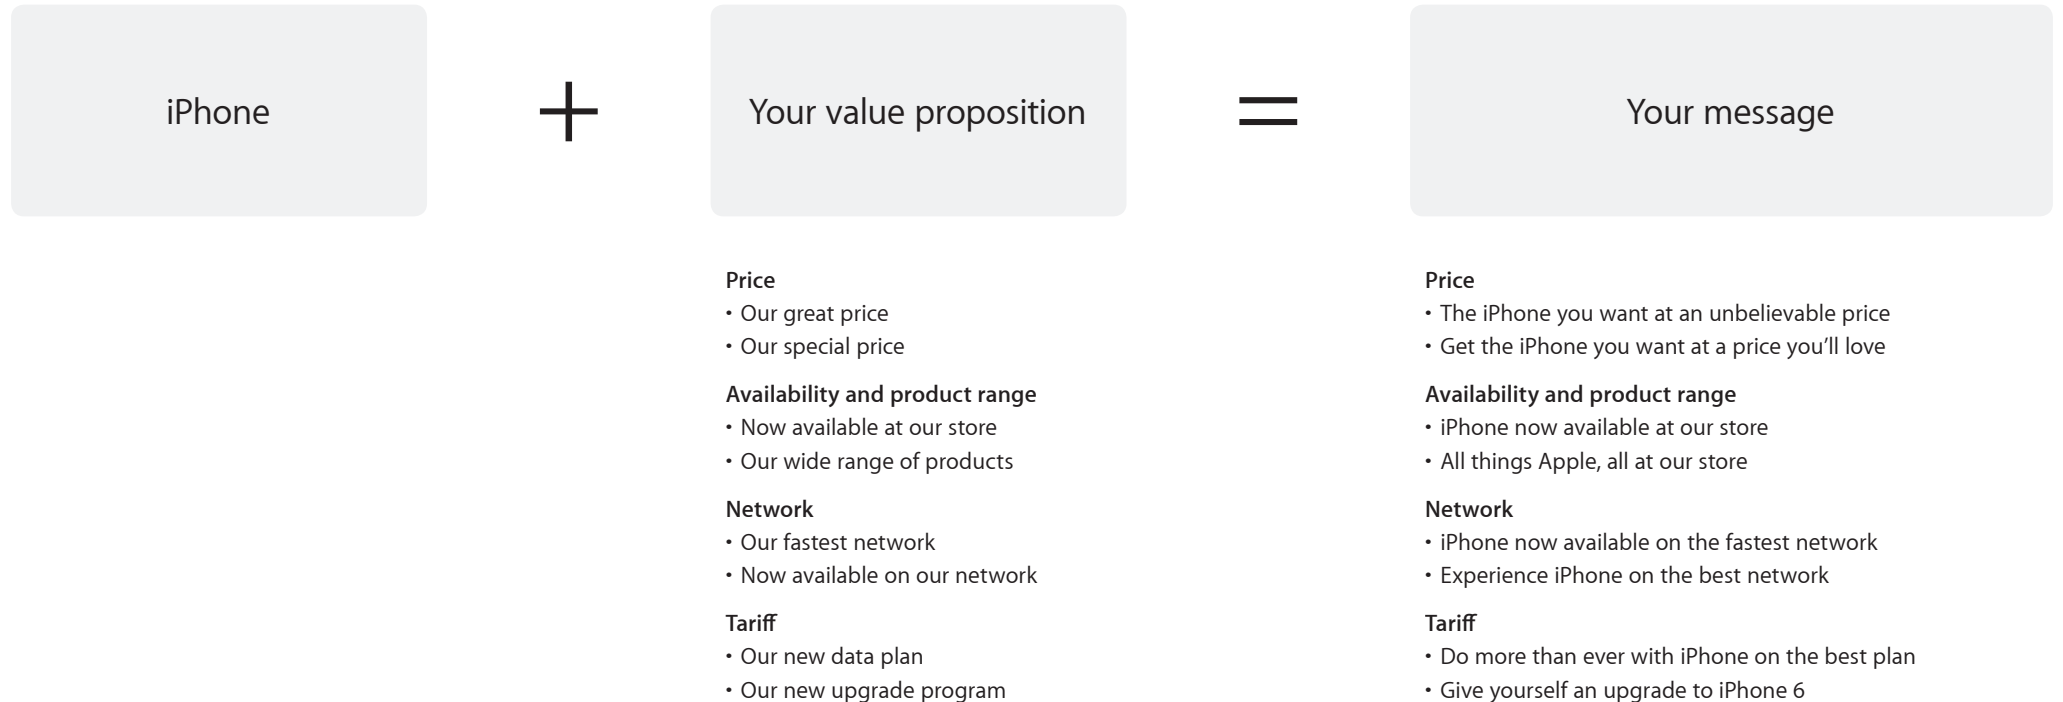 iPhone
+
Your value proposition
=
Your message
Price
• Our great price
• Our special price
Availability and product range
• Now available at our store
• Our wide range of products
Network
• Our fastest network
• Now available on our network
Tariff
• Our new data plan
• Our new upgrade program
Price
• The iPhone you want at an unbelievable price
• Get the iPhone you want at a price you’ll love
Availability and product range
• iPhone now available at our store
• All things Apple, all at our store
Network
• iPhone now available on the fastest network
• Experience iPhone on the best network
Tariff
• Do more than ever with iPhone on the best plan
• Give yourself an upgrade to iPhone 6